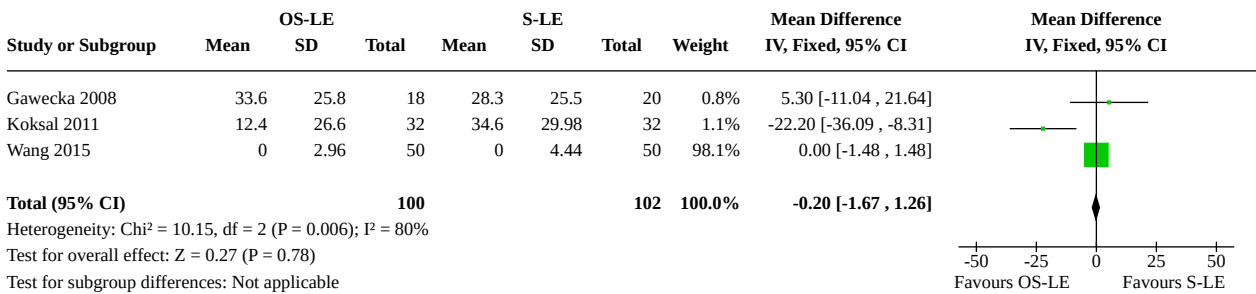 OS-LE S-LE Mean Difference Mean Difference
Study or Subgroup Mean SD Total Mean SD Total Weight IV, Fixed, 95% CI IV, Fixed, 95% CI
Gawecka 2008 33.6 25.8 18 28.3 25.5 20 0.8% 5.30 [-11.04 , 21.64]
Koksal 2011 12.4 26.6 32 34.6 29.98 32 1.1% -22.20 [-36.09 , -8.31]
Wang 2015 0 2.96 50 0 4.44 50 98.1% 0.00 [-1.48 , 1.48]
Total (95% CI) 100 102 100.0% -0.20 [-1.67 , 1.26]
Heterogeneity: Chi² = 10.15, df = 2 (P = 0.006); I² = 80%
Test for overall effect: Z = 0.27 (P = 0.78)
Test for subgroup differences: Not applicable
-50 -25 0 25 50
Favours OS-LE Favours S-LE